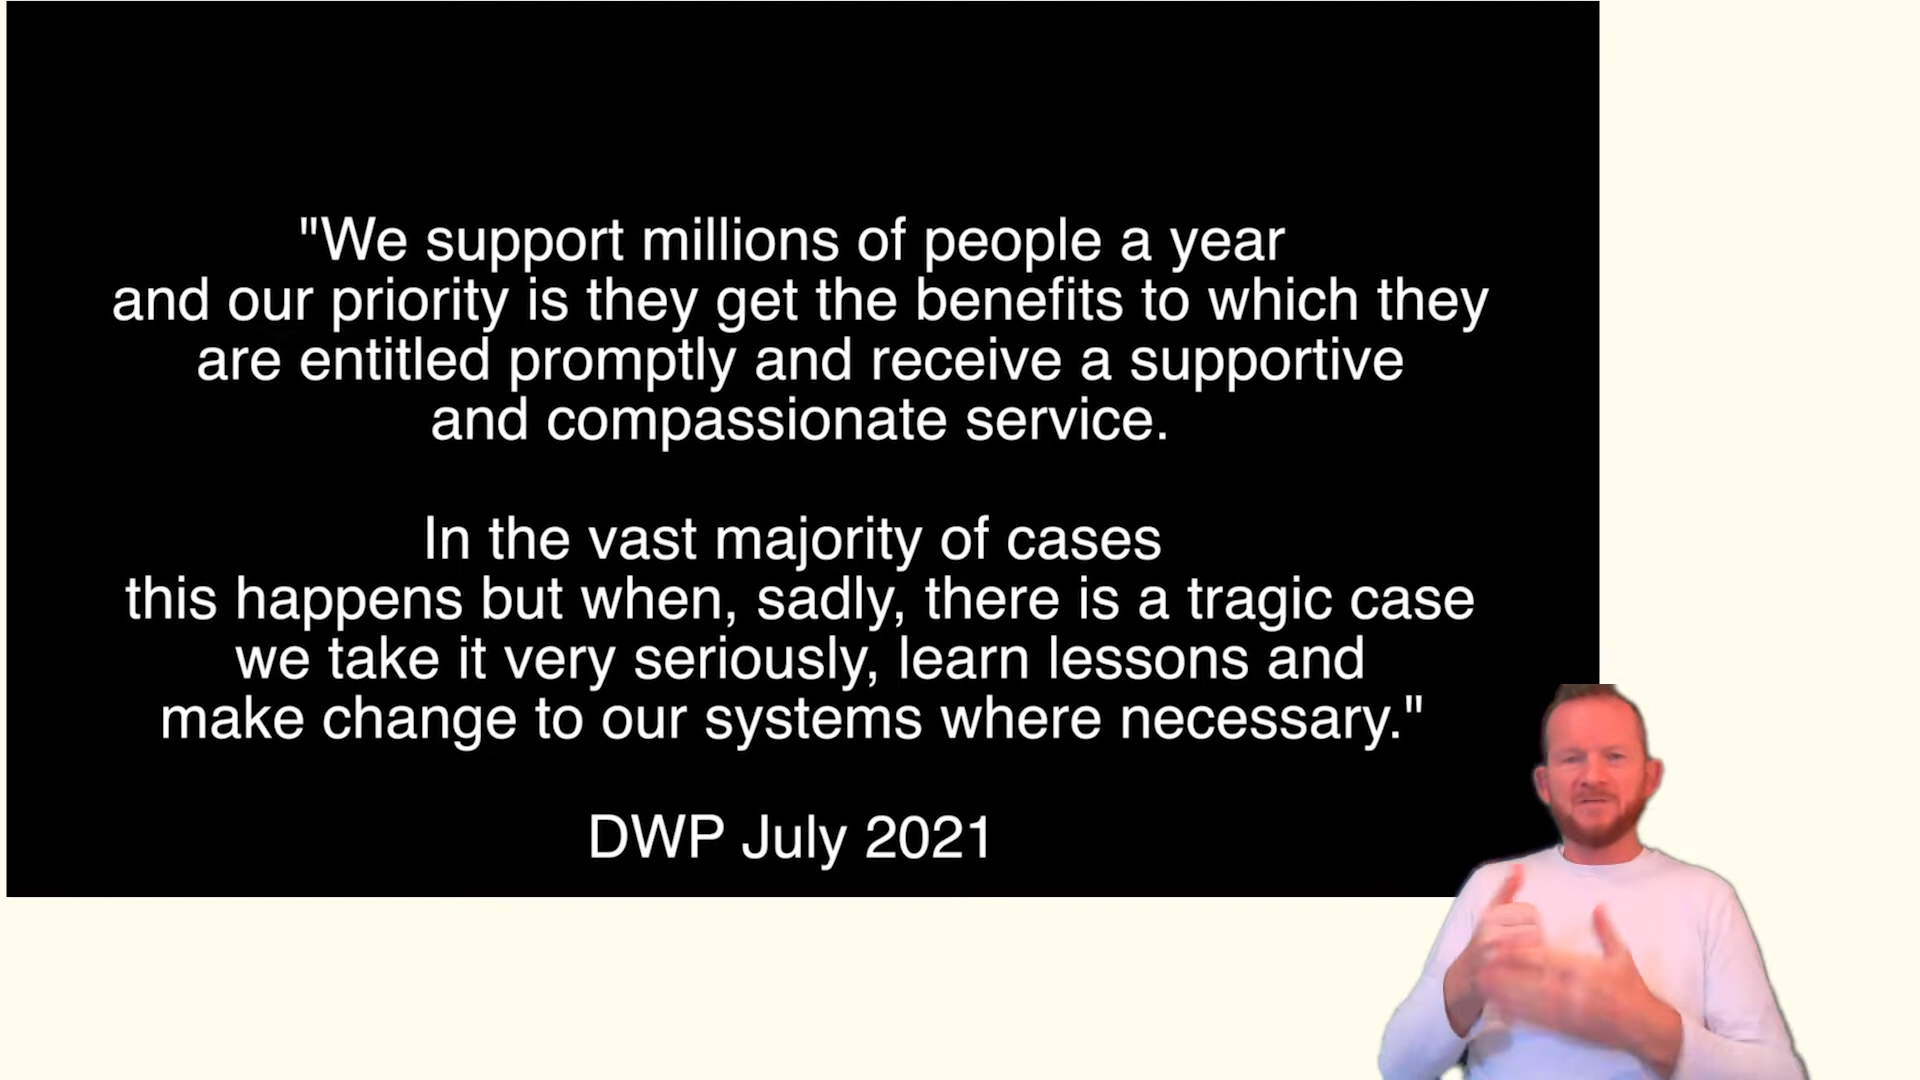 "We support millions of people a year
and our priority is they get the benefits to which they
are entitled promptly and receive a supportive
and compassionate service.
In the vast majority of cases
this happens but when, sadly, there is a tragic case
we take it very seriously, learn lessons and
make change to our systems where necessary."
DWP July 2021